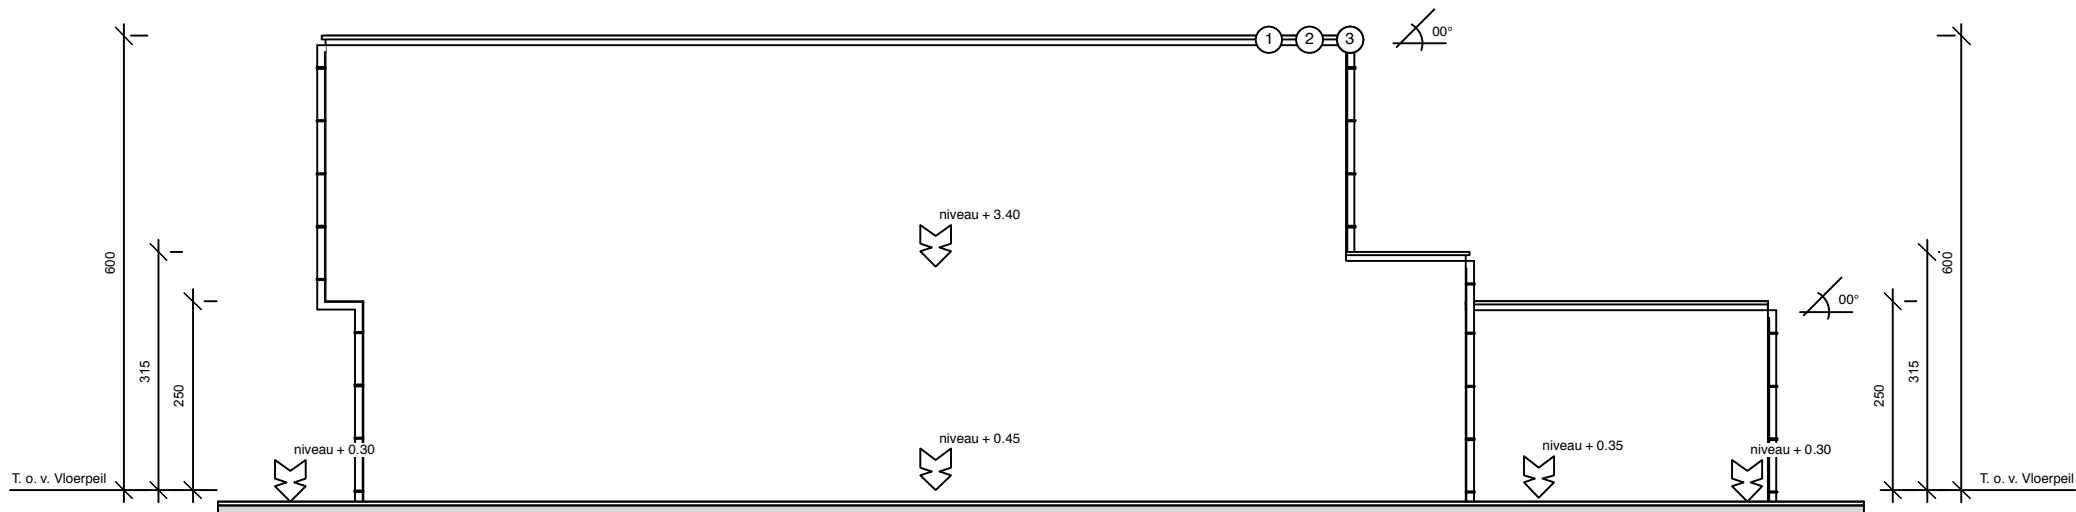 1 2 3
00°
niveau + 3.40
600
600
00°
315
315
250
250
niveau + 0.45
niveau + 0.35
niveau + 0.30
niveau + 0.30
T. o. v. Vloerpeil
T. o. v. Vloerpeil